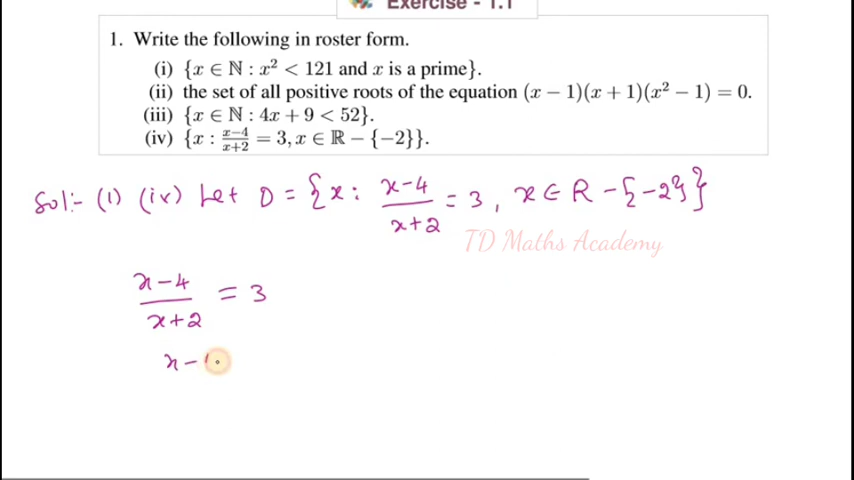 Exercise - 1.1
1. Write the following in roster form.
(i) {x ∈ ℕ : x² < 121 and x is a prime}.
(ii) the set of all positive roots of the equation (x − 1)(x + 1)(x² − 1) = 0.
(iii) {x ∈ ℕ : 4x + 9 < 52}.
(iv) {x : (x−4)/(x+2) = 3, x ∈ ℝ − {−2}}.
Sol:- (1) (iv) Let D = {x: (x-4)/(x+2) = 3, x ∈ R - {-2}}
TD Maths Academy
(x-4)/(x+2) = 3
x -